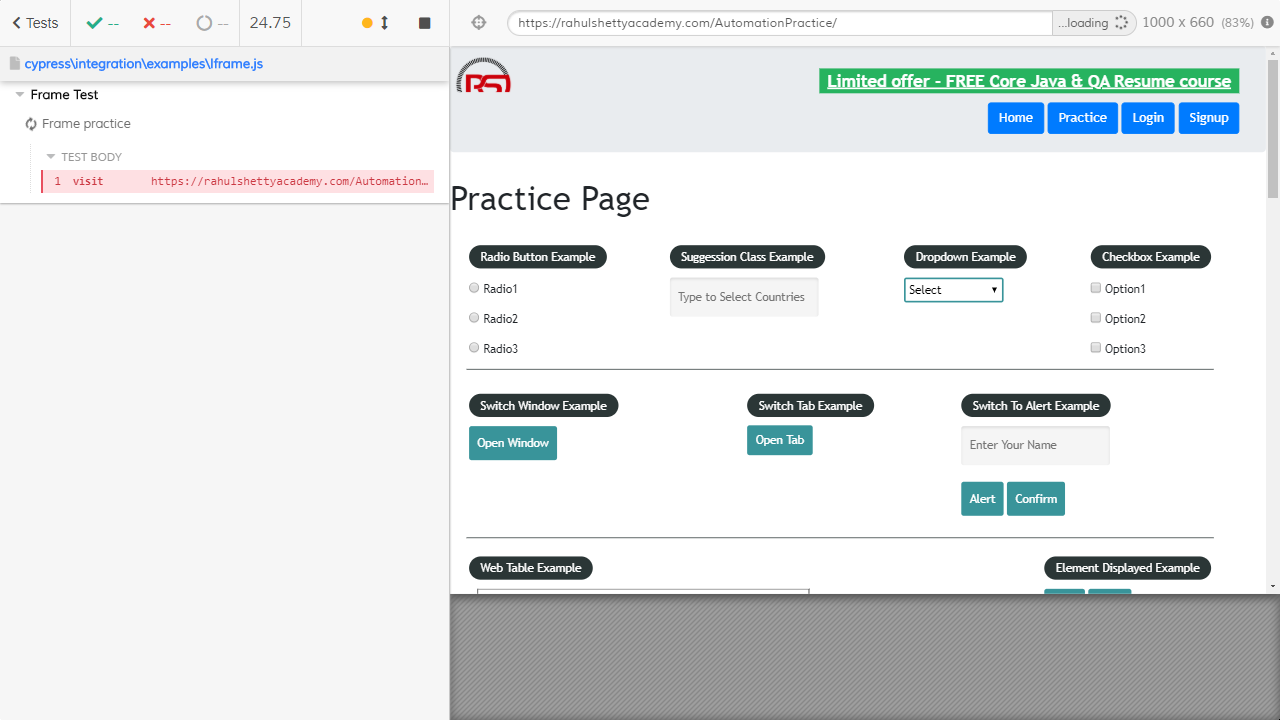 Tests -- -- -- 24.75
https://rahulshettyacademy.com/AutomationPractice/ ...loading 1000 x 660 (83%)
cypress\integration\examples\Iframe.js
Frame Test
Frame practice
TEST BODY
1 visit https://rahulshettyacademy.com/Automation...
RSA
Limited offer - FREE Core Java & QA Resume course
Home Practice Login Signup
Practice Page
Radio Button Example Suggession Class Example Dropdown Example Checkbox Example
Radio1 Type to Select Countries Select Option1
Radio2 Option2
Radio3 Option3
Switch Window Example Switch Tab Example Switch To Alert Example
Open Window Open Tab Enter Your Name
Alert Confirm
Web Table Example Element Displayed Example